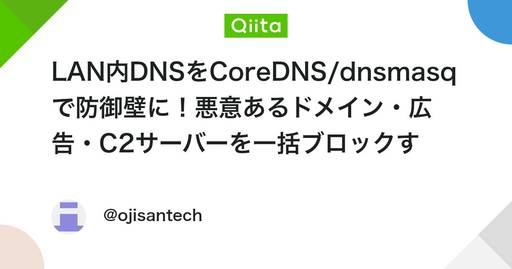 Qiita
LAN内DNSをCoreDNS/dnsmasq
で防御壁に！悪意あるドメイン・広
告・C2サーバーを一括ブロックす
@ojisantech